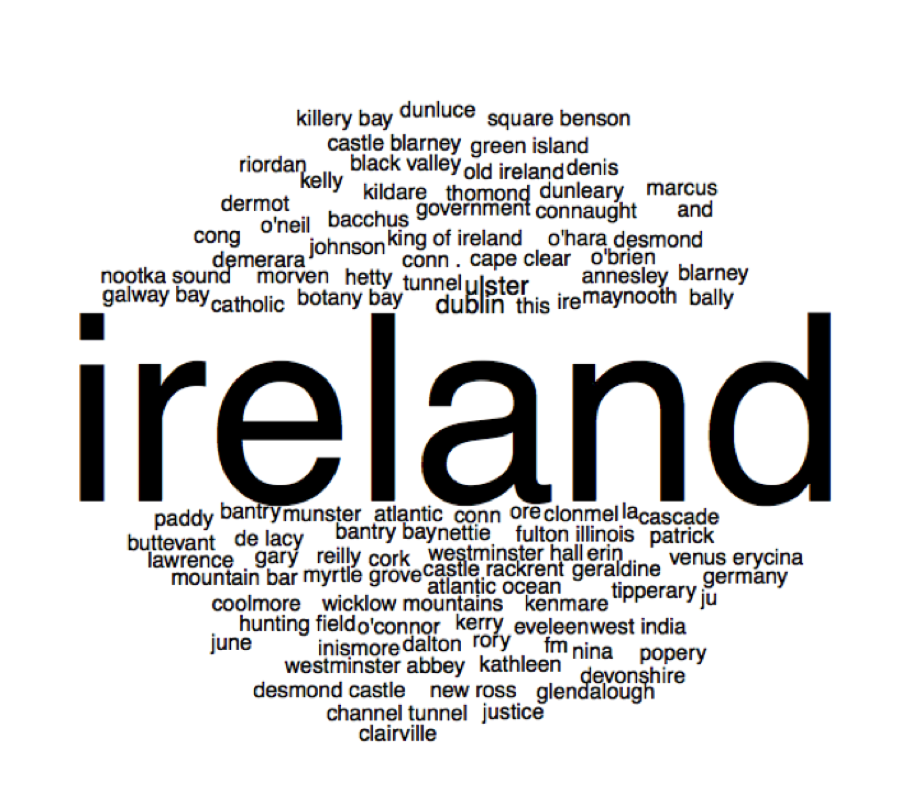 killery bay dunluce square benson
castle blarney green island
riordan black valley old ireland denis
kelly kildare thomond dunleary marcus
dermot bacchus government connaught and
cong o'neil johnson king of ireland o'hara desmond
demerara conn . cape clear o'brien
nootka sound morven hetty tunnel ulster annesley blarney
galway bay catholic botany bay dublin this ire maynooth bally
ireland
paddy bantry munster atlantic conn ore clonmel la cascade
buttevant de lacy bantry bay nettie fulton illinois patrick
lawrence gary reilly cork westminster hall erin venus erycina
mountain bar myrtle grove castle rackrent geraldine germany
atlantic ocean tipperary ju
coolmore wicklow mountains kenmare
hunting field o'connor kerry eveleen west india
june inismore dalton rory fm nina popery
westminster abbey kathleen devonshire
desmond castle new ross glendalough
channel tunnel justice
clairville